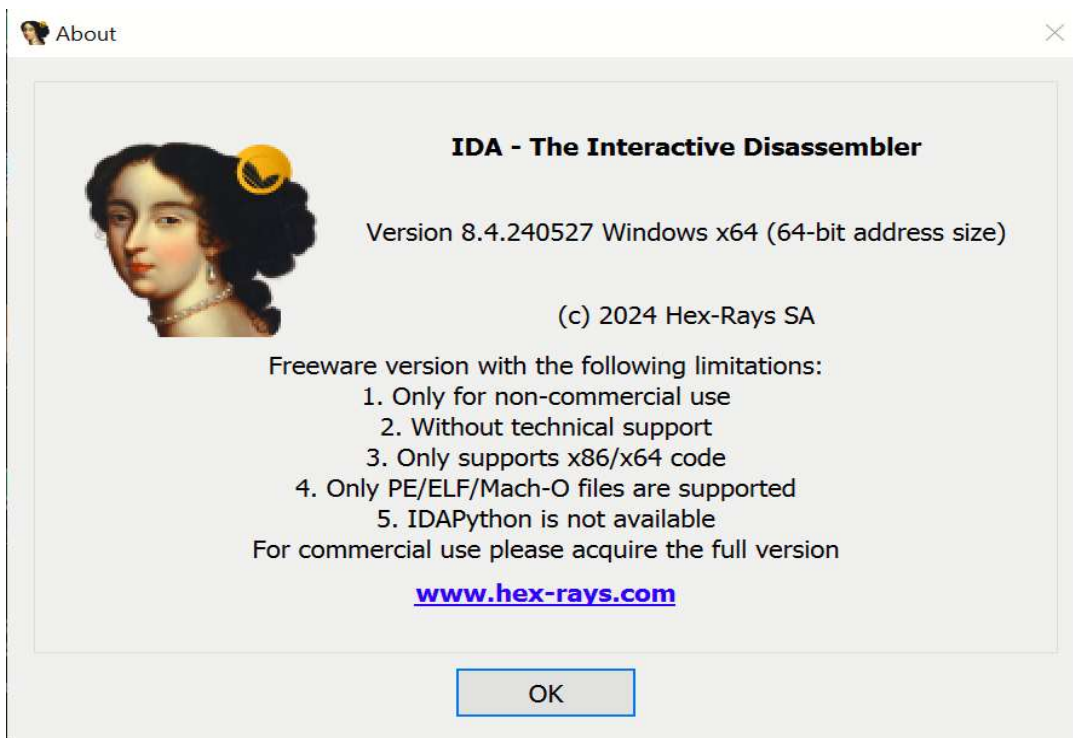 About
IDA - The Interactive Disassembler
Version 8.4.240527 Windows x64 (64-bit address size)
(c) 2024 Hex-Rays SA
Freeware version with the following limitations:
1. Only for non-commercial use
2. Without technical support
3. Only supports x86/x64 code
4. Only PE/ELF/Mach-O files are supported
5. IDAPython is not available
For commercial use please acquire the full version
www.hex-rays.com
OK